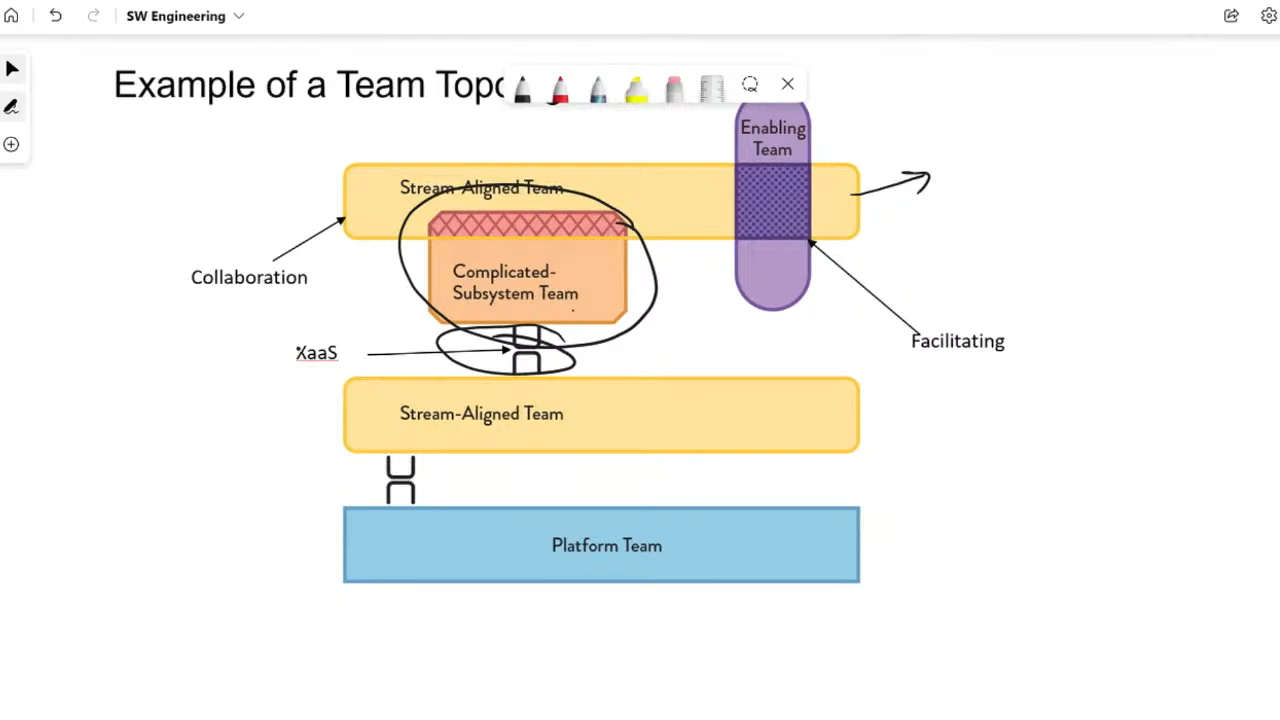 SW Engineering
Example of a Team Topo
Enabling
Team
Stream-Aligned Team
Collaboration
Complicated-
Subsystem Team
Facilitating
XaaS
Stream-Aligned Team
Platform Team